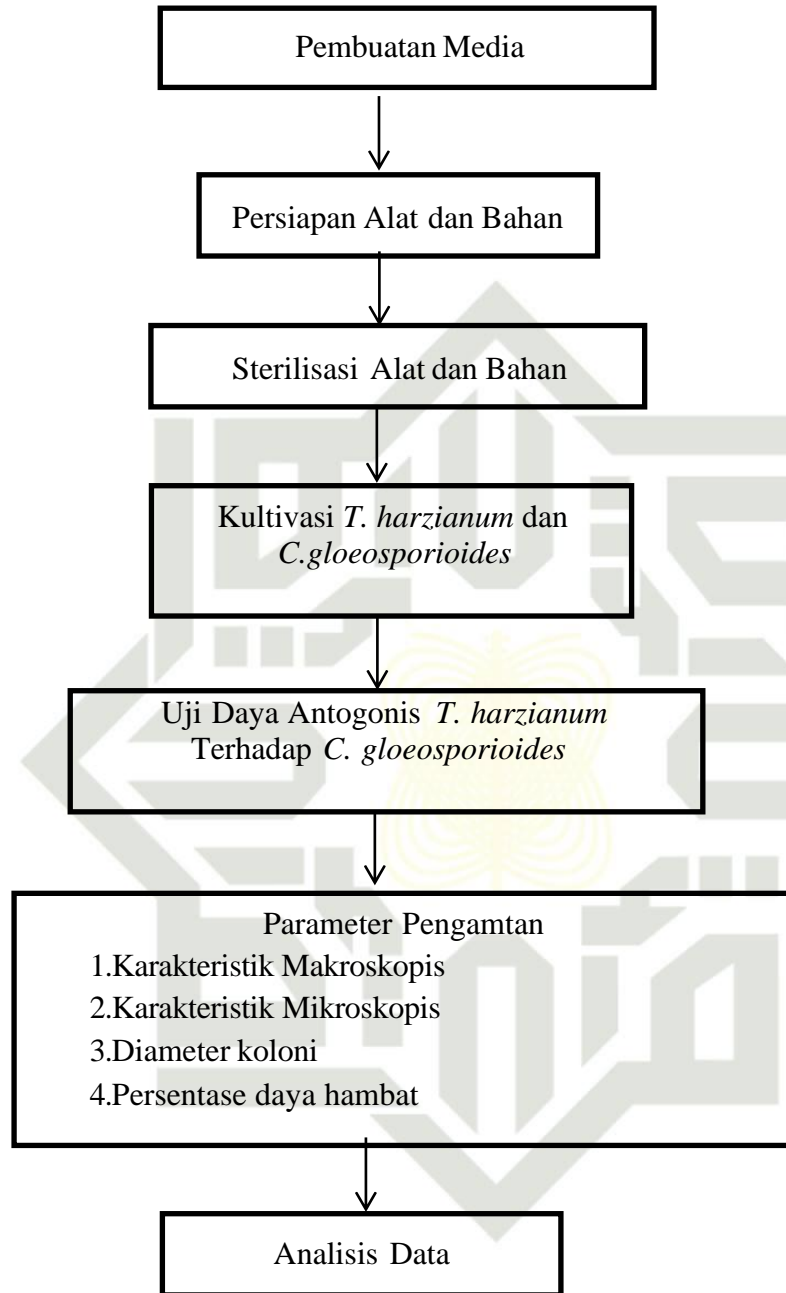 Pembuatan Media
Persiapan Alat dan Bahan
Sterilisasi Alat dan Bahan
Kultivasi T. harzianum dan
C.gloeosporioides
Uji Daya Antogonis T. harzianum
Terhadap C. gloeosporioides
Parameter Pengamtan
1.Karakteristik Makroskopis
2.Karakteristik Mikroskopis
3.Diameter koloni
4.Persentase daya hambat
Analisis Data